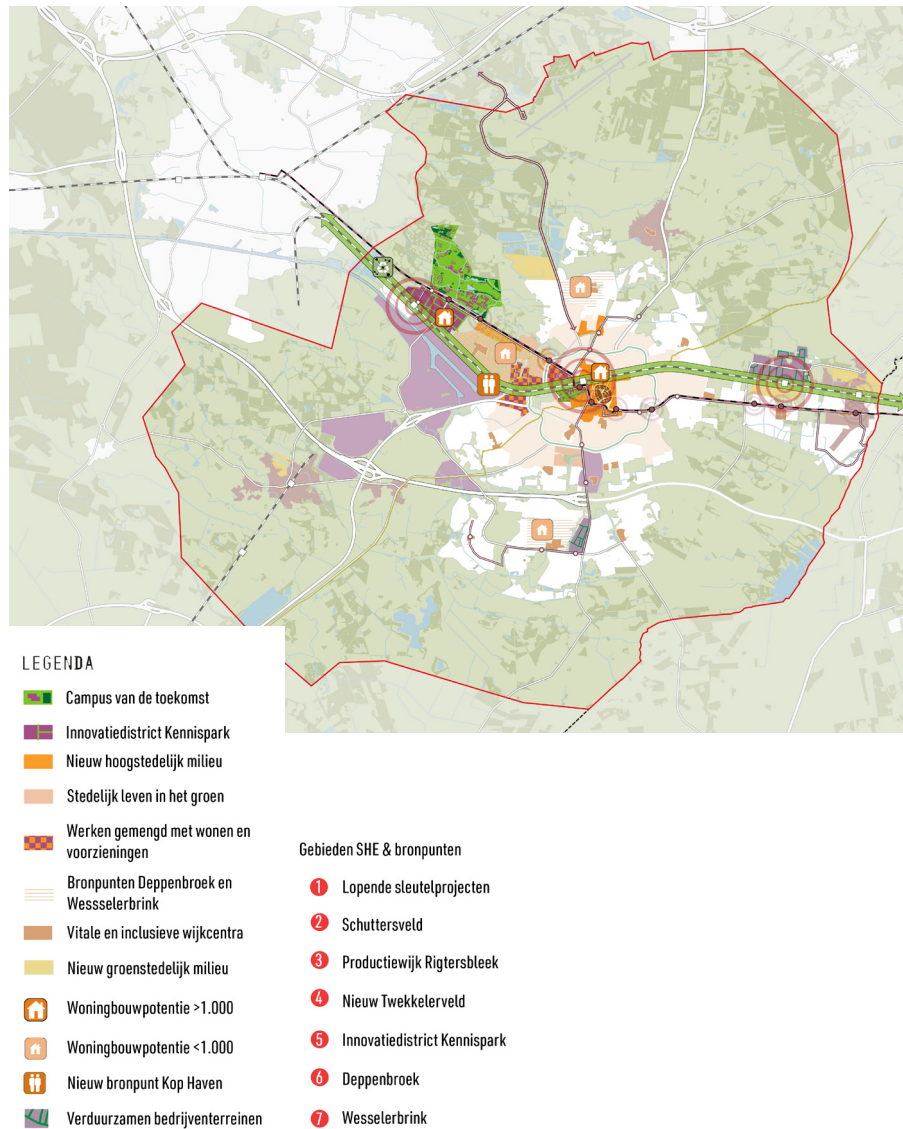 LEGENDA
Campus van de toekomst
Innovatiedistrict Kennispark
Nieuw hoogstedelijk milieu
Stedelijk leven in het groen
Werken gemengd met wonen en
voorzieningen
Bronpunten Deppenbroek en
Wessselerbrink
Vitale en inclusieve wijkcentra
Nieuw groenstedelijk milieu
Woningbouwpotentie >1.000
Woningbouwpotentie <1.000
Nieuw bronpunt Kop Haven
Verduurzamen bedrijventerreinen
Gebieden SHE & bronpunten
1 Lopende sleutelprojecten
2 Schuttersveld
3 Productiewijk Rigtersbleek
4 Nieuw Twekkelerveld
5 Innovatiedistrict Kennispark
6 Deppenbroek
7 Wesselerbrink